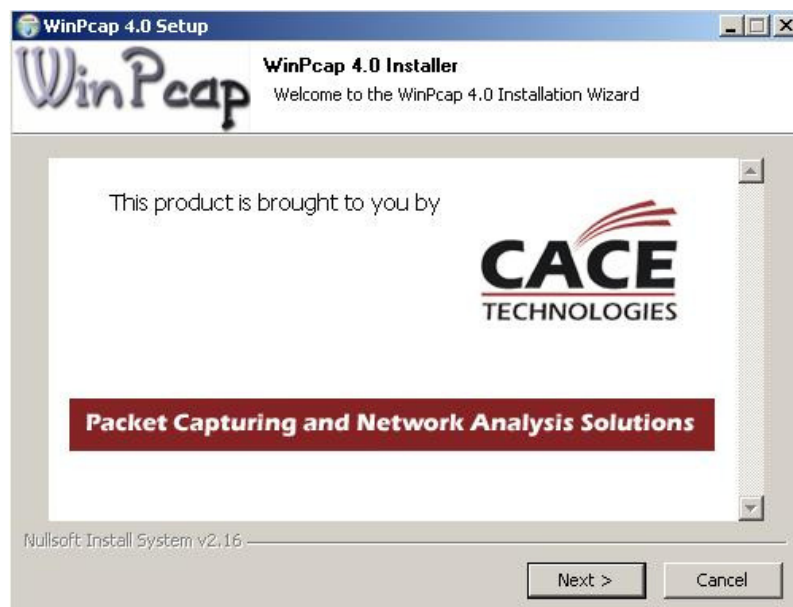 WinPcap 4.0 Setup
WinPcap
WinPcap 4.0 Installer
Welcome to the WinPcap 4.0 Installation Wizard
This product is brought to you by
CACE
TECHNOLOGIES
Packet Capturing and Network Analysis Solutions
Nullsoft Install System v2.16
Next >
Cancel